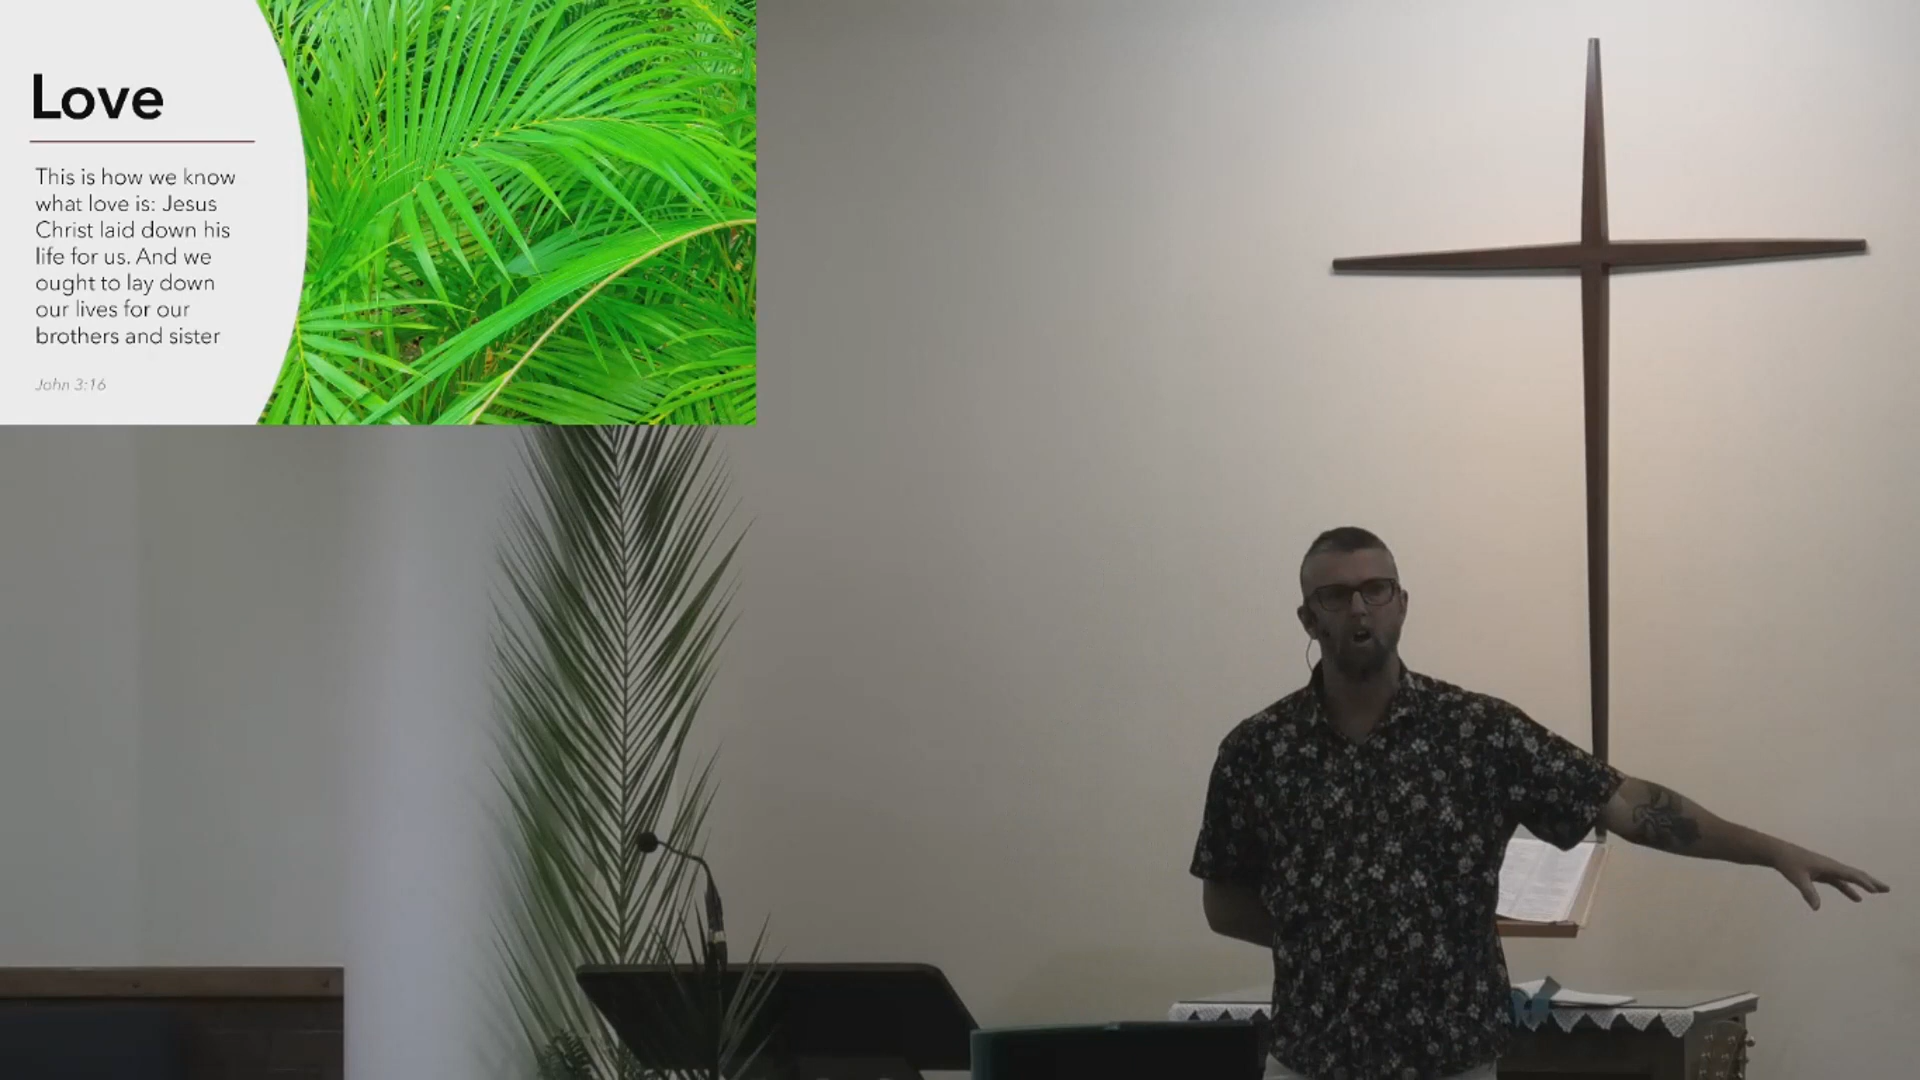 Love
This is how we know
what love is: Jesus
Christ laid down his
life for us. And we
ought to lay down
our lives for our
brothers and sister
John 3:16